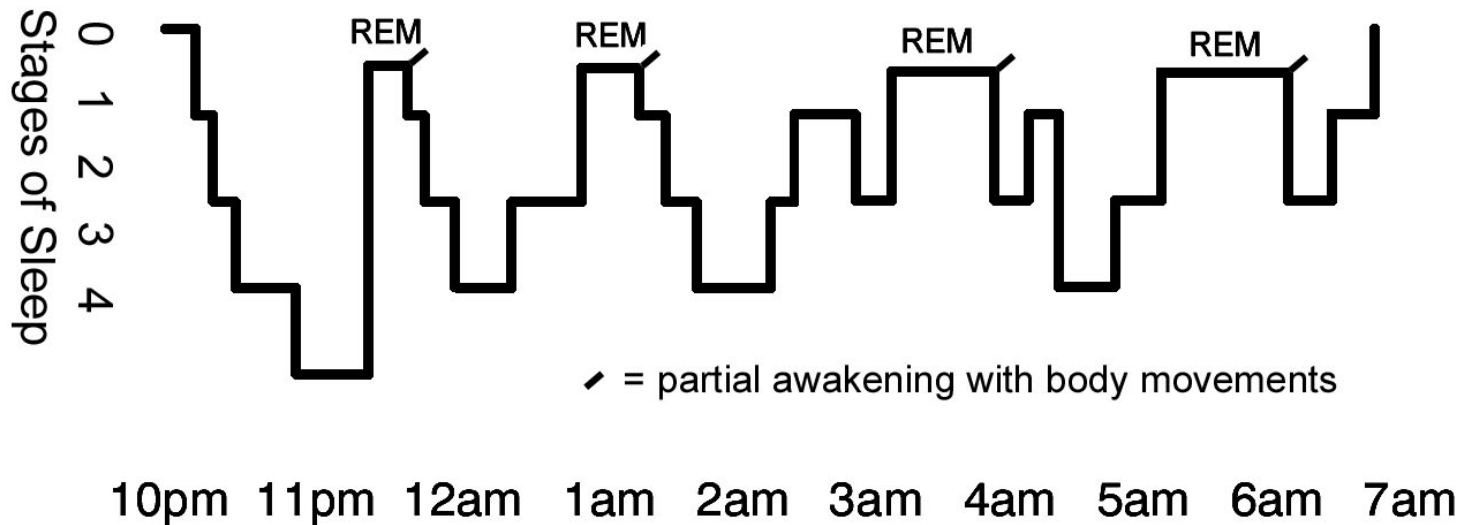 Stages of Sleep
0
1
2
3
4
REM
REM
REM
REM
= partial awakening with body movements
10pm 11pm 12am 1am 2am 3am 4am 5am 6am 7am